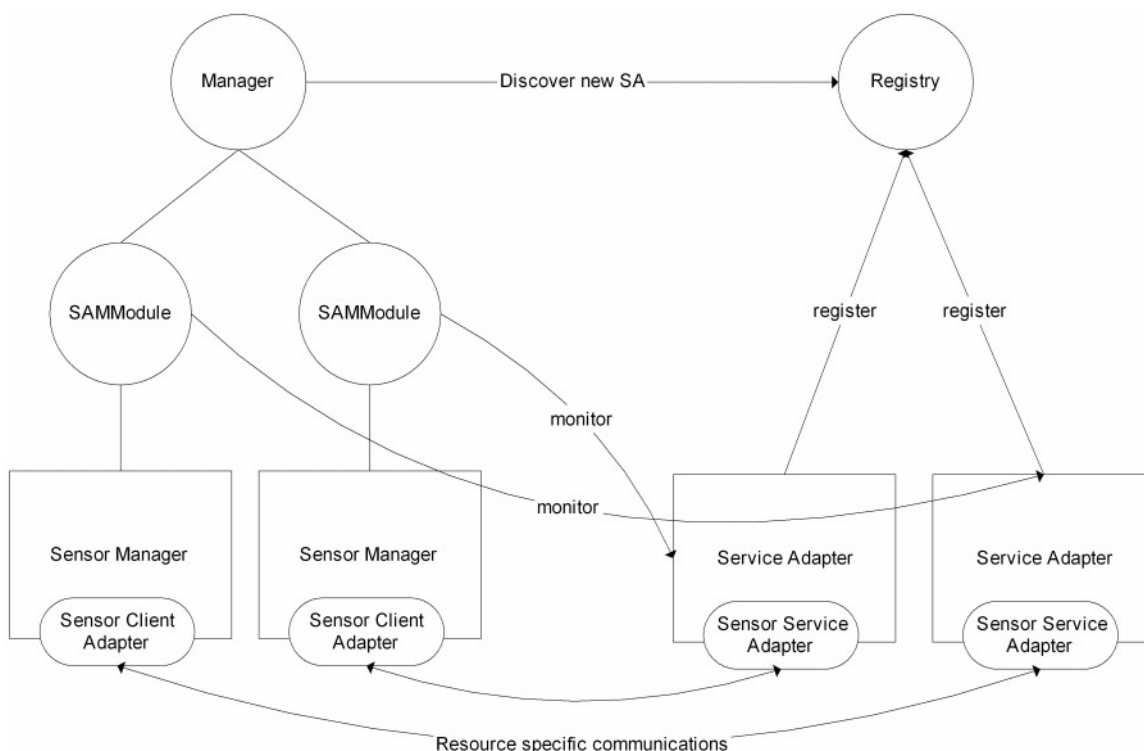 Manager
Discover new SA
Registry
SAMModule
SAMModule
register
register
monitor
monitor
Sensor Manager
Sensor Manager
Service Adapter
Service Adapter
Sensor Client
Adapter
Sensor Client
Adapter
Sensor Service
Adapter
Sensor Service
Adapter
Resource specific communications